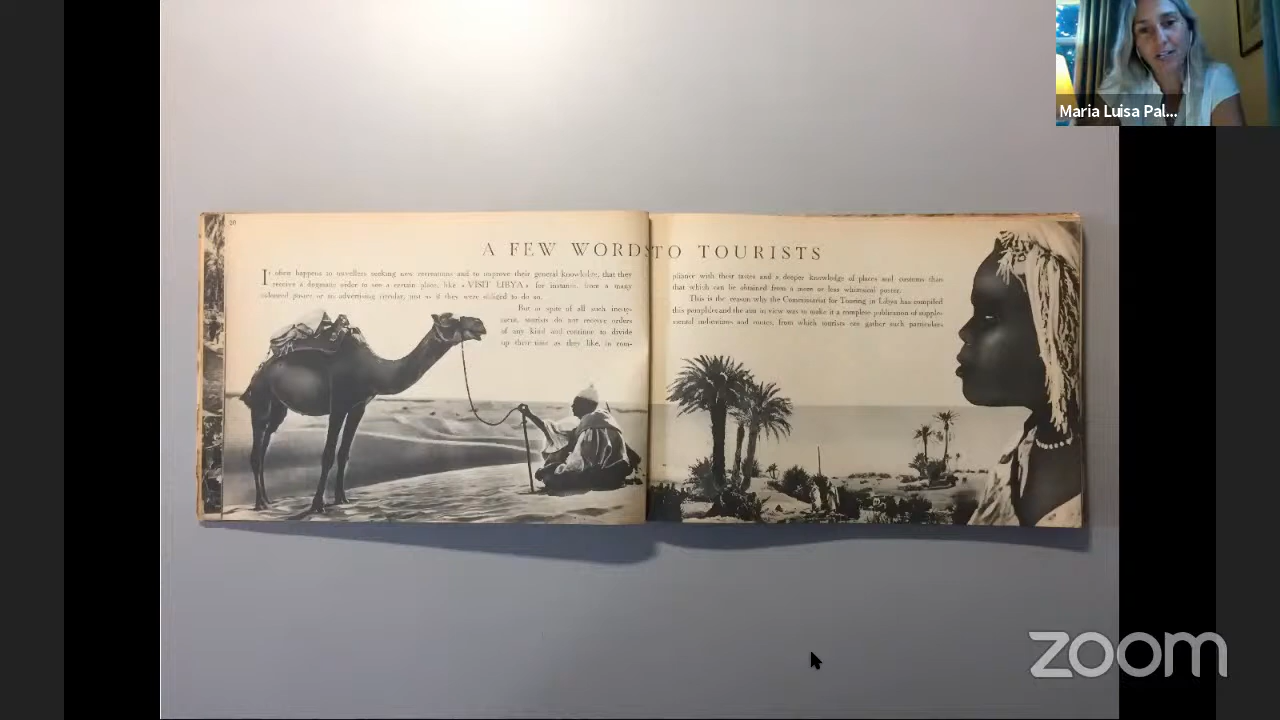 Maria Luisa Pal...
A FEW WORDS TO TOURISTS
It often happens to travellers seeking new recreations and to improve their general knowledge, that they
receive a dogmatic order to see a certain place, like « VISIT LIBYA » for instance, from a many
coloured poster or an advertising circular, just as if they were obliged to do so.
But in spite of all such
tourists do not receive orders
of any kind and continue to divide
up their time as they like, in com-
pliance with their tastes and a deeper knowledge of places and customs than
that which can be obtained from a more or less whimsical poster.
This is the reason why the Commissariat for Touring in Libya has compiled
this pamphlet and the aim in view was to make it a complete publication of supple-
mental indications and routes, from which tourists can gather such particulars
zoom